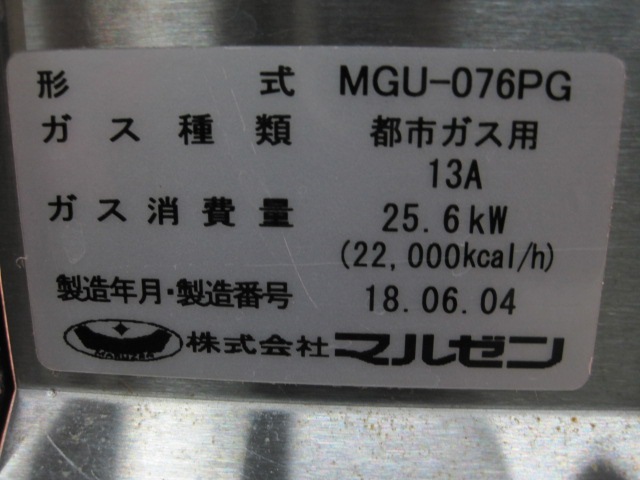 形 式 MGU-076PG
ガス種類 都市ガス用
13A
ガス消費量 25.6kW
(22,000kcal/h)
製造年月・製造番号 18.06.04
MARUZEN 株式会社 マルゼン